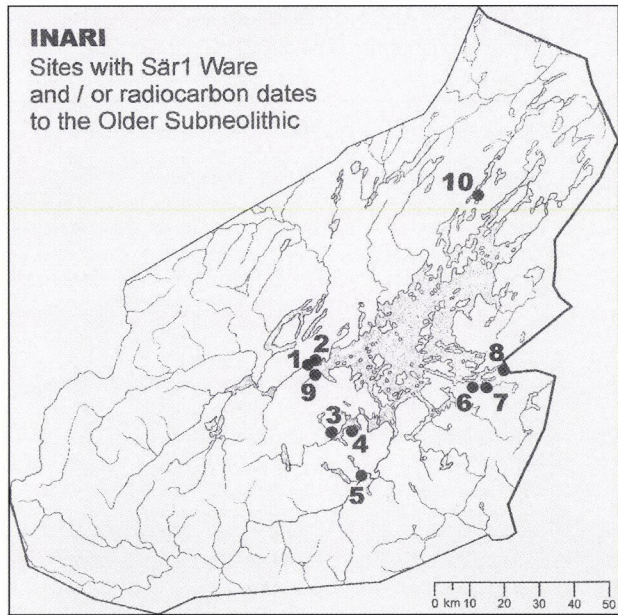 INARI
Sites with Sär1 Ware
and / or radiocarbon dates
to the Older Subneolithic
10
2
1
9
8
6
7
3
4
5
0 km 10 20 30 40 50